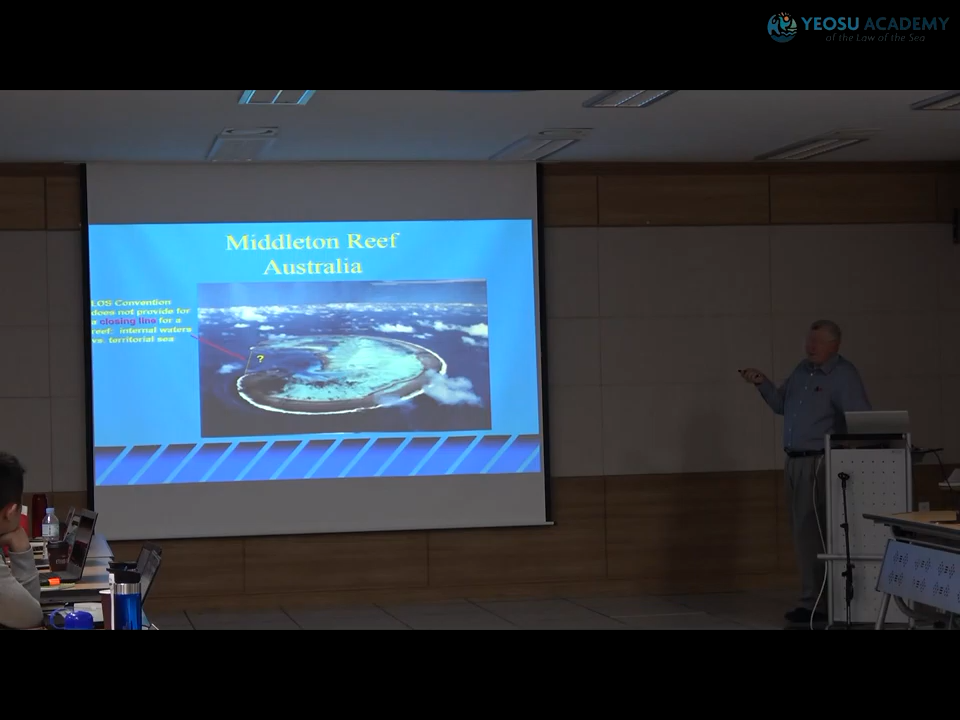 YEOSU ACADEMY
of the Law of the Sea
Middleton Reef
Australia
LOS Convention
does not provide for
a closing line for a
reef: internal waters
vs. territorial sea
?